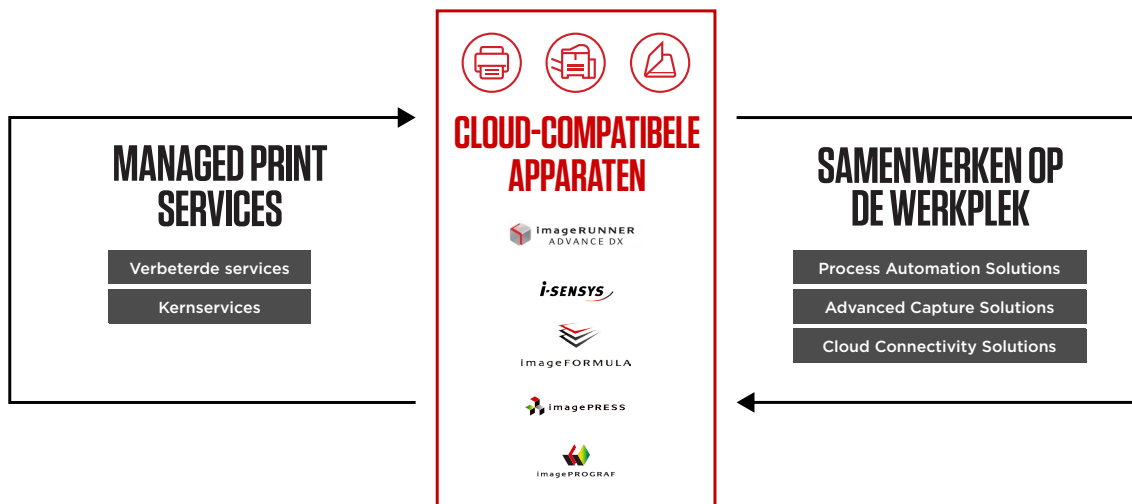 MANAGED PRINT
SERVICES
Verbeterde services
Kernservices
CLOUD-COMPATIBELE
APPARATEN
imageRUNNER
ADVANCE DX
i-SENSYS
imageFORMULA
imagePRESS
imagePROGRAF
SAMENWERKEN OP
DE WERKPLEK
Process Automation Solutions
Advanced Capture Solutions
Cloud Connectivity Solutions